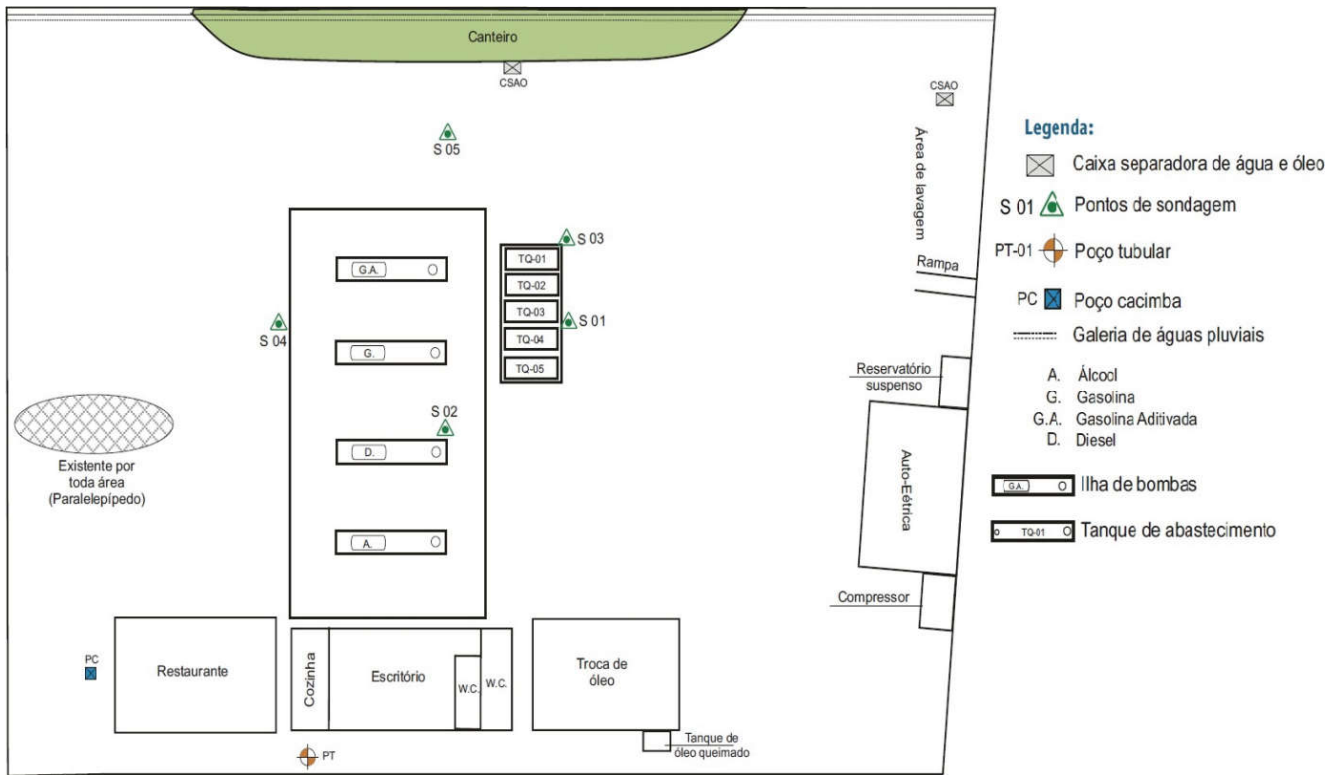 Canteiro
CSAO
CSAO
Área de lavagem
Rampa
S 05
S 03
S 01
S 04
S 02
G.A.
G.
D.
A.
TQ-01
TQ-02
TQ-03
TQ-04
TQ-05
Existente por
toda área
(Paralelepípedo)
Reservatório
suspenso
Auto-Eétrica
Compressor
PC
Restaurante
Cozinha
Escritório
W.C.
W.C.
Troca de
óleo
Tanque de
óleo queimado
PT
Legenda:
Caixa separadora de água e óleo
S 01 Pontos de sondagem
PT-01 Poço tubular
PC Poço cacimba
Galeria de águas pluviais
A. Álcool
G. Gasolina
G.A. Gasolina Aditivada
D. Diesel
G.A. Ilha de bombas
TQ-01 Tanque de abastecimento